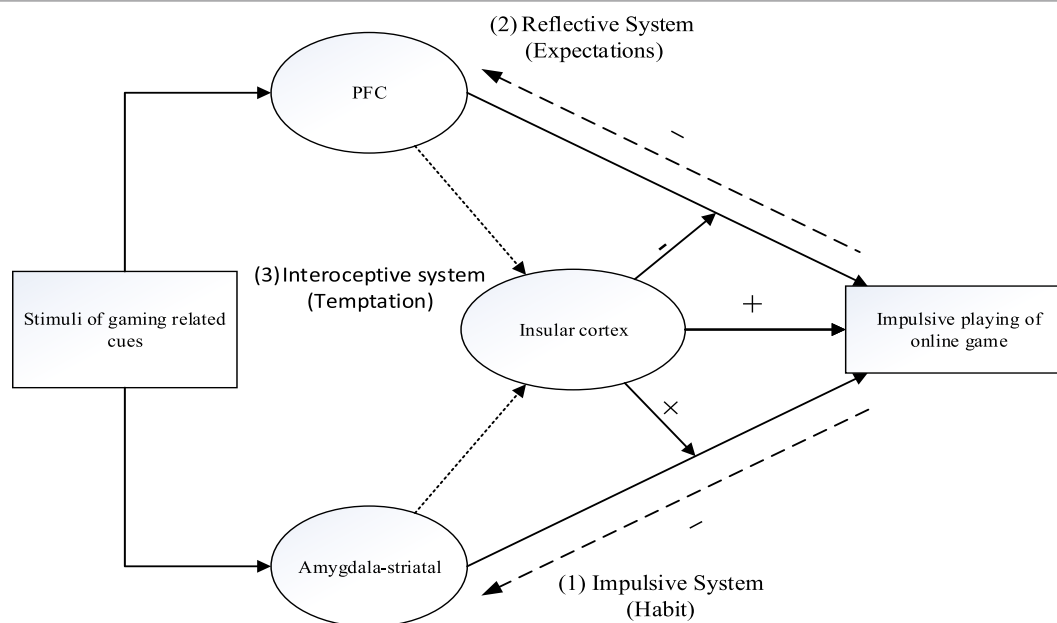 (2) Reflective System
(Expectations)
PFC
–
(3) Interoceptive system
(Temptation)
-
Stimuli of gaming related
cues
Insular cortex
+
Impulsive playing of
online game
×
–
Amygdala-striatal
(1) Impulsive System
(Habit)